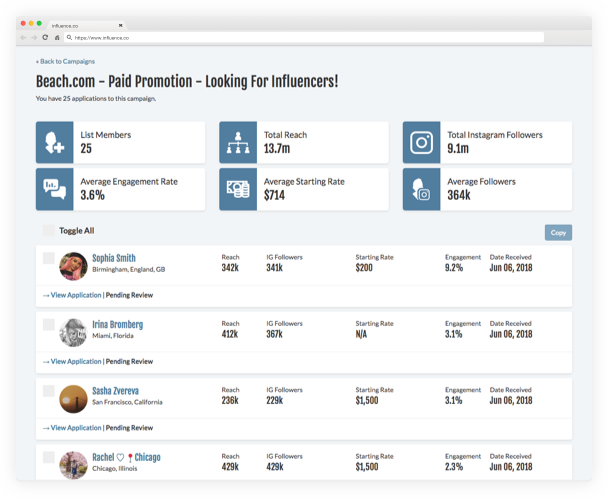 influence.co
https://www.influence.co
« Back to Campaigns
Beach.com - Paid Promotion - Looking For Influencers!
You have 25 applications to this campaign.
List Members
25
Total Reach
13.7m
Total Instagram Followers
9.1m
Average Engagement Rate
3.6%
Average Starting Rate
$714
Average Followers
364k
Toggle All
Copy
Sophia Smith
Birmingham, England, GB
Reach IG Followers Starting Rate Engagement Date Received
342k 341k $200 9.2% Jun 06, 2018
→ View Application | Pending Review
Irina Bromberg
Miami, Florida
Reach IG Followers Starting Rate Engagement Date Received
412k 367k N/A 3.1% Jun 06, 2018
→ View Application | Pending Review
Sasha Zvereva
San Francisco, California
Reach IG Followers Starting Rate Engagement Date Received
236k 229k $1,500 3.1% Jun 06, 2018
→ View Application | Pending Review
Rachel ♡ 📍Chicago
Chicago, Illinois
Reach IG Followers Starting Rate Engagement Date Received
429k 429k $1,500 2.3% Jun 06, 2018